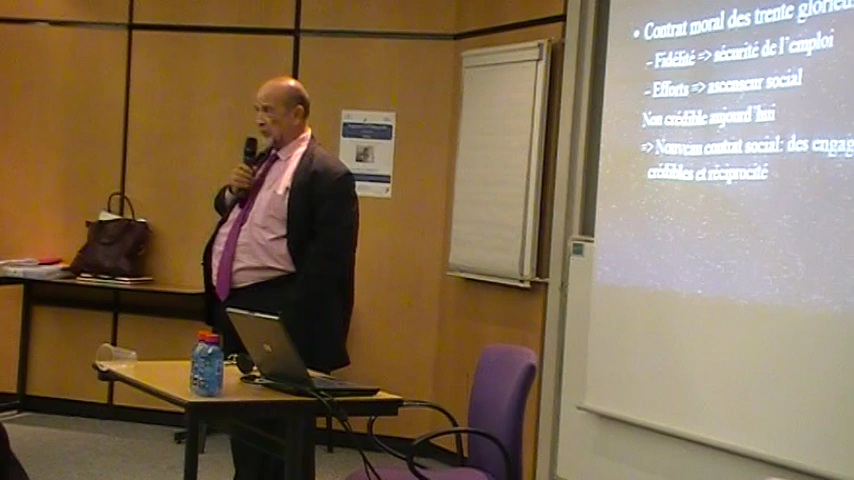 • Contrat moral des trente glorieus
– Fidélité => sécurité de l'emploi
– Efforts => ascenseur social
Non crédible aujourd'hui
=> Nouveau contrat social: des engag
crédibles et réciprocité